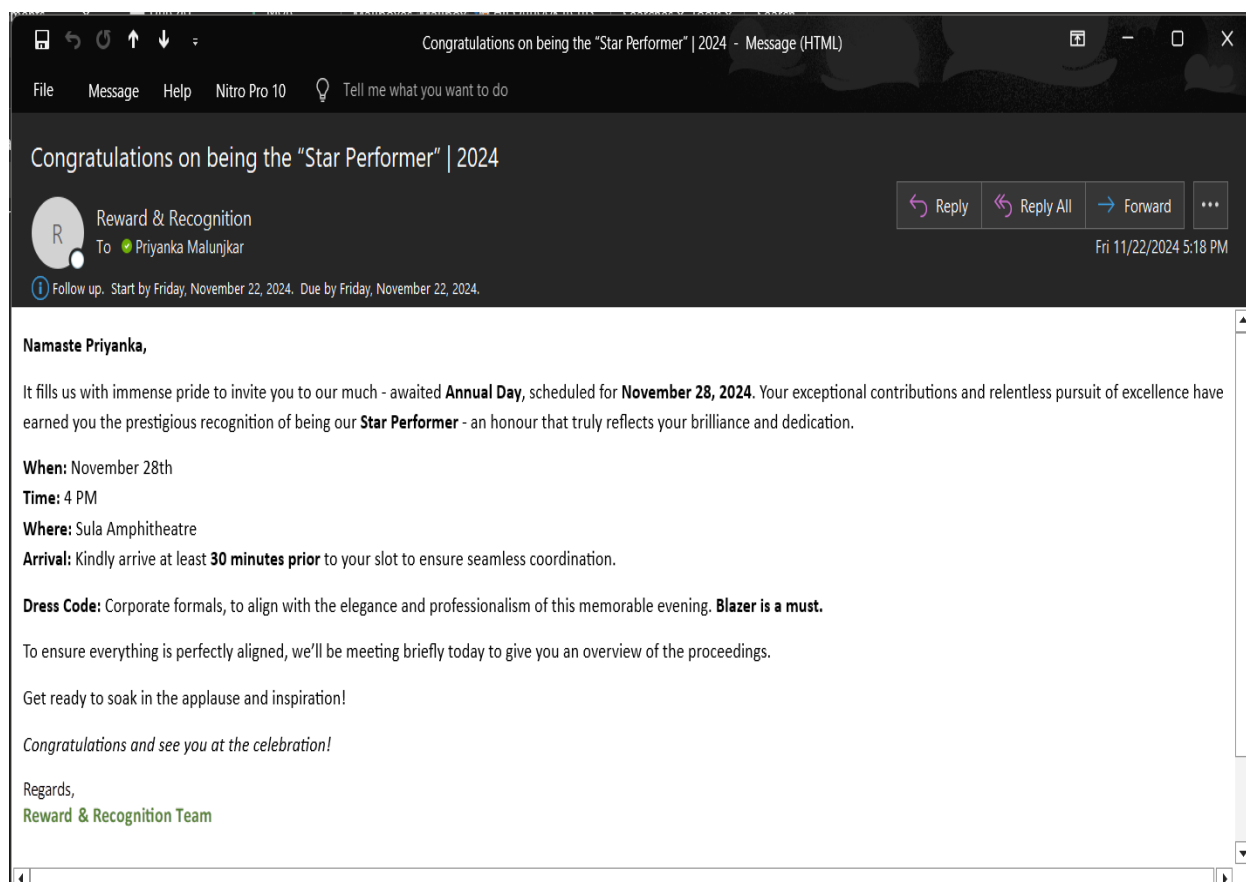 Congratulations on being the “Star Performer” | 2024 - Message (HTML)
File Message Help Nitro Pro 10 Tell me what you want to do
Congratulations on being the “Star Performer” | 2024
R
Reward & Recognition
To Priyanka Malunjkar
Reply Reply All Forward
Fri 11/22/2024 5:18 PM
Follow up. Start by Friday, November 22, 2024. Due by Friday, November 22, 2024.
Namaste Priyanka,
It fills us with immense pride to invite you to our much - awaited Annual Day, scheduled for November 28, 2024. Your exceptional contributions and relentless pursuit of excellence have
earned you the prestigious recognition of being our Star Performer - an honour that truly reflects your brilliance and dedication.
When: November 28th
Time: 4 PM
Where: Sula Amphitheatre
Arrival: Kindly arrive at least 30 minutes prior to your slot to ensure seamless coordination.
Dress Code: Corporate formals, to align with the elegance and professionalism of this memorable evening. Blazer is a must.
To ensure everything is perfectly aligned, we’ll be meeting briefly today to give you an overview of the proceedings.
Get ready to soak in the applause and inspiration!
Congratulations and see you at the celebration!
Regards,
Reward & Recognition Team